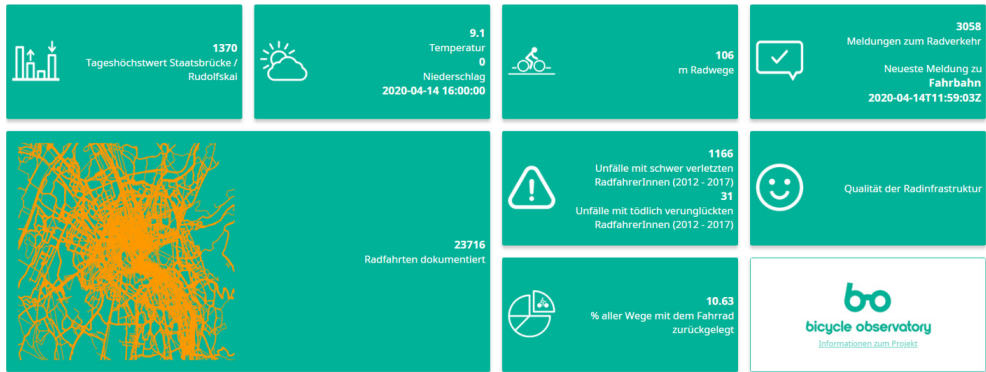 1370
Tageshöchstwert Staatsbrücke /
Rudolfskai
9.1
Temperatur
0
Niederschlag
2020-04-14 16:00:00
106
m Radwege
3058
Meldungen zum Radverkehr
Neueste Meldung zu
Fahrbahn
2020-04-14T11:59:03Z
23716
Radfahrten dokumentiert
1166
Unfälle mit schwer verletzten
RadfahrerInnen (2012 - 2017)
31
Unfälle mit tödlich verunglückten
RadfahrerInnen (2012 - 2017)
Qualität der Radinfrastruktur
10.63
% aller Wege mit dem Fahrrad
zurückgelegt
bicycle observatory
Informationen zum Projekt